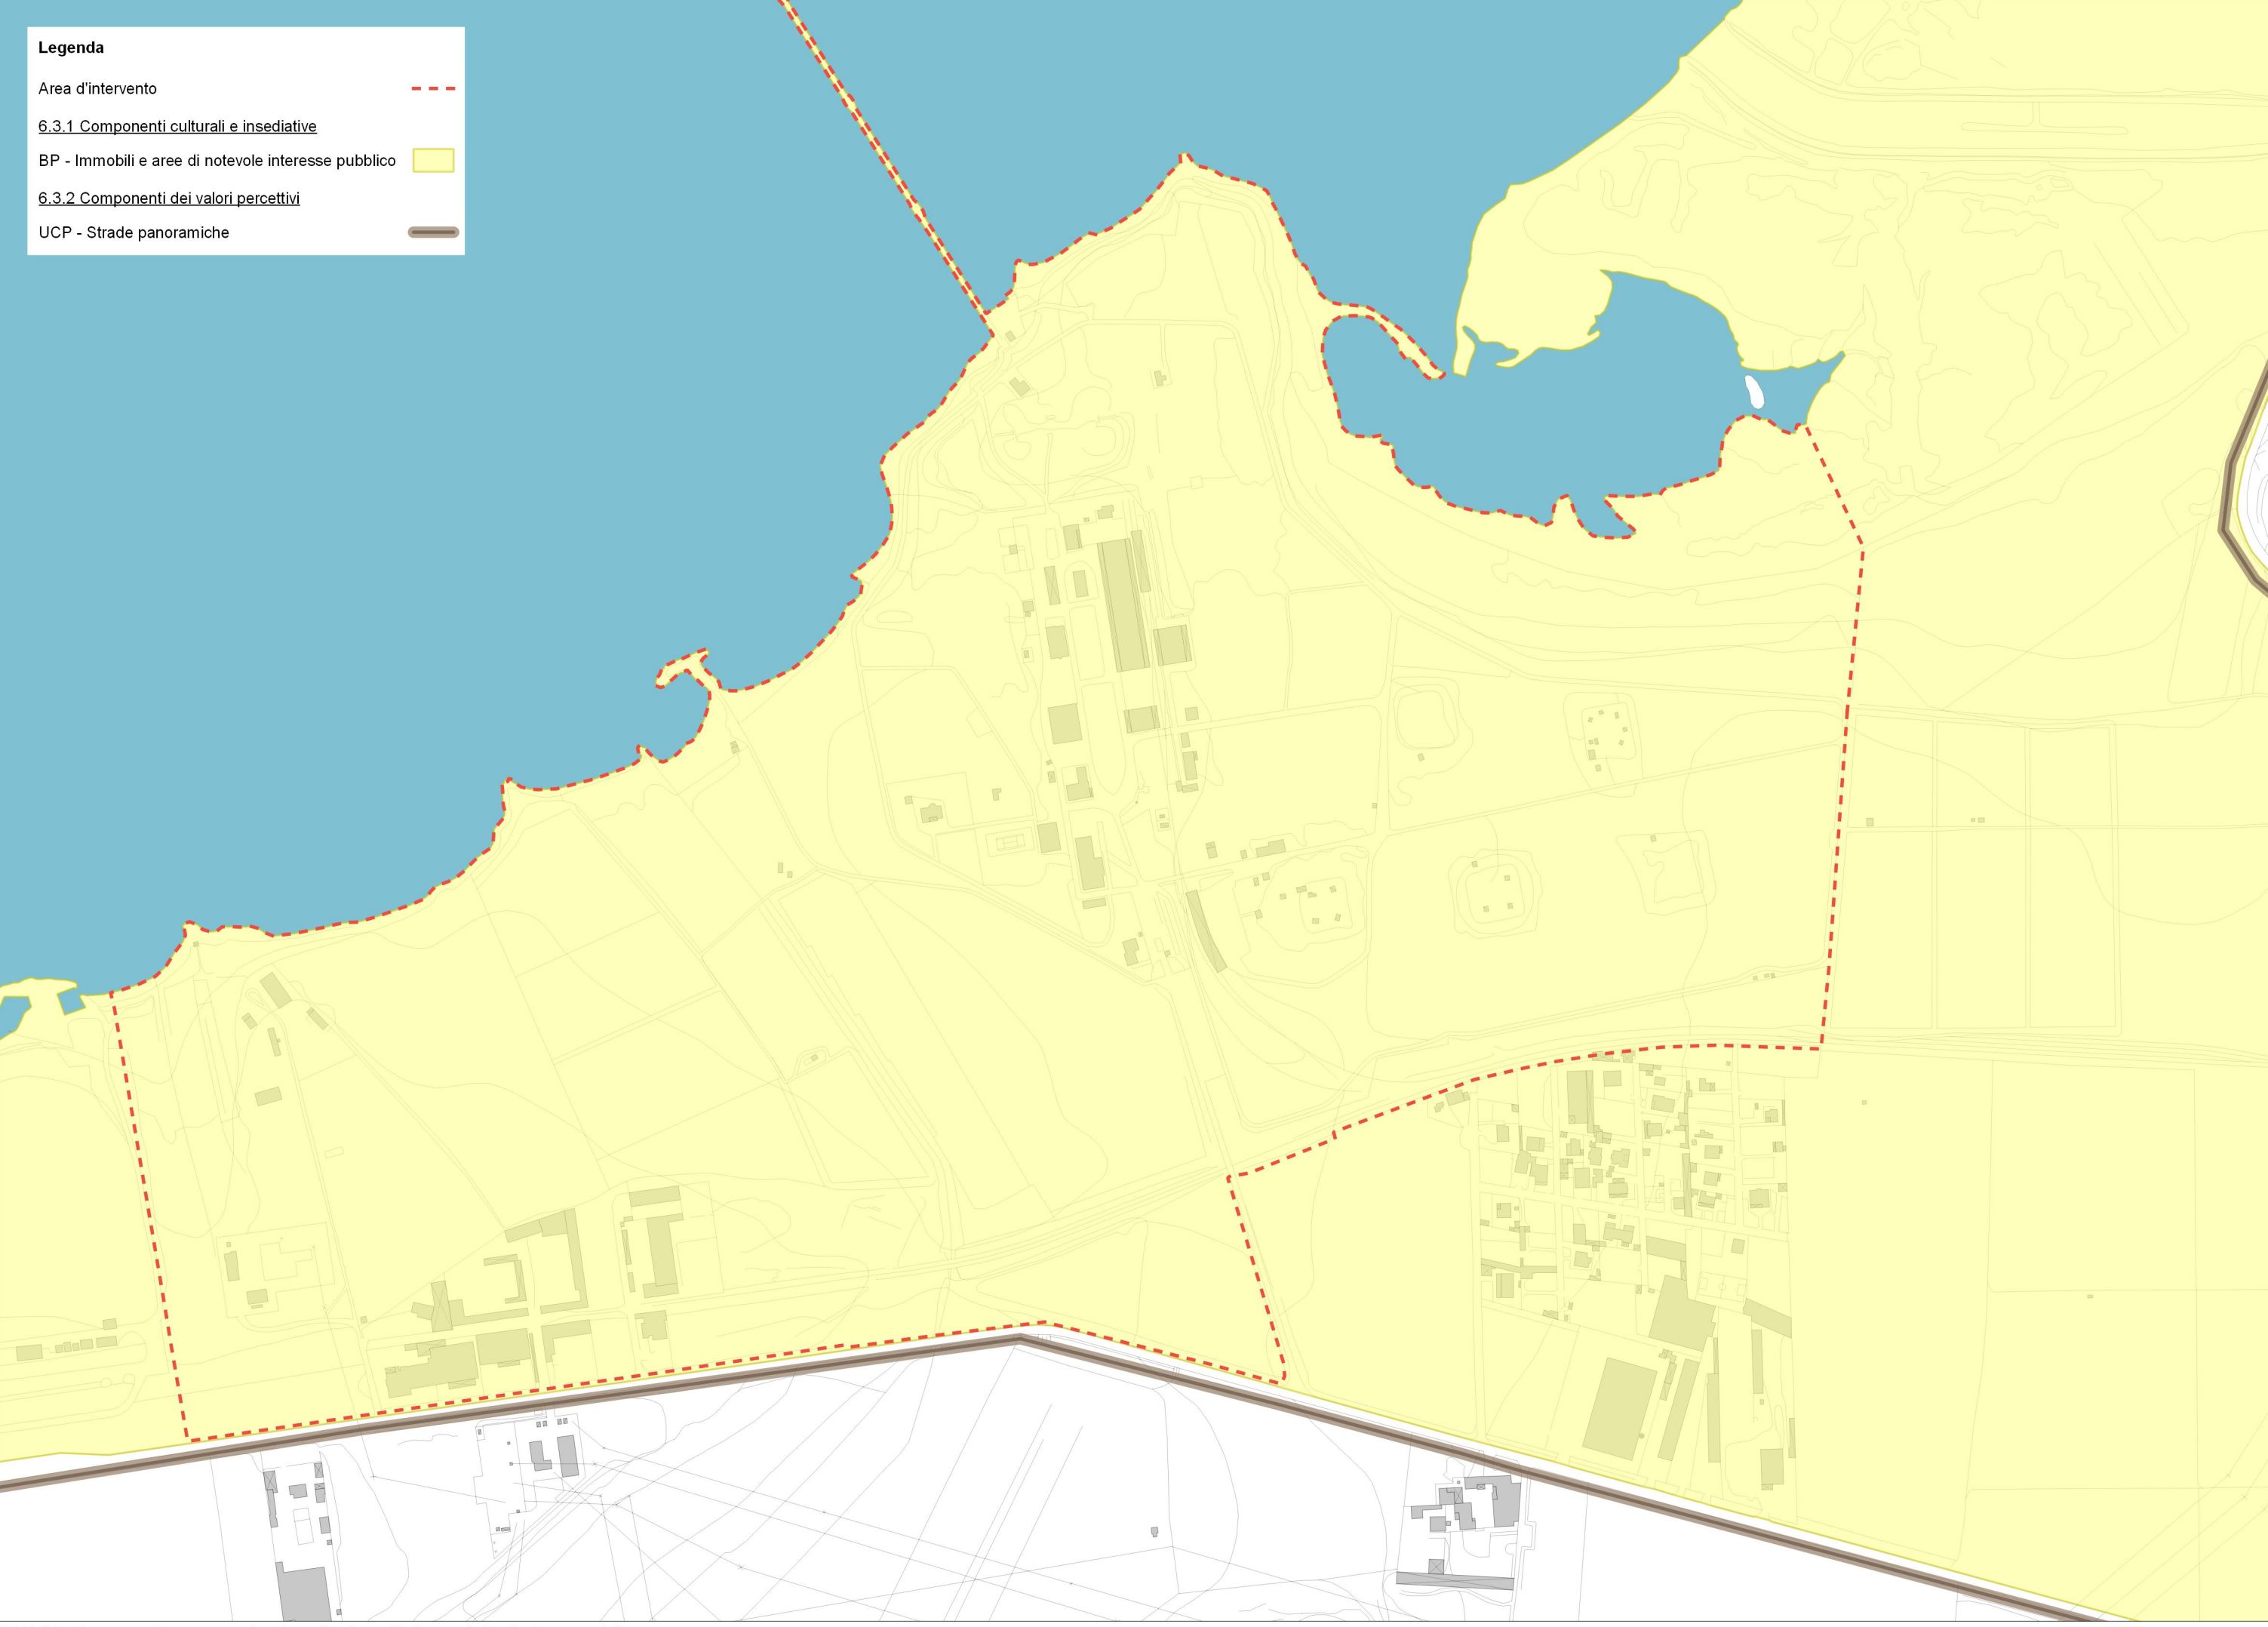 Legenda
Area d'intervento
6.3.1 Componenti culturali e insediative
BP - Immobili e aree di notevole interesse pubblico
6.3.2 Componenti dei valori percettivi
UCP - Strade panoramiche